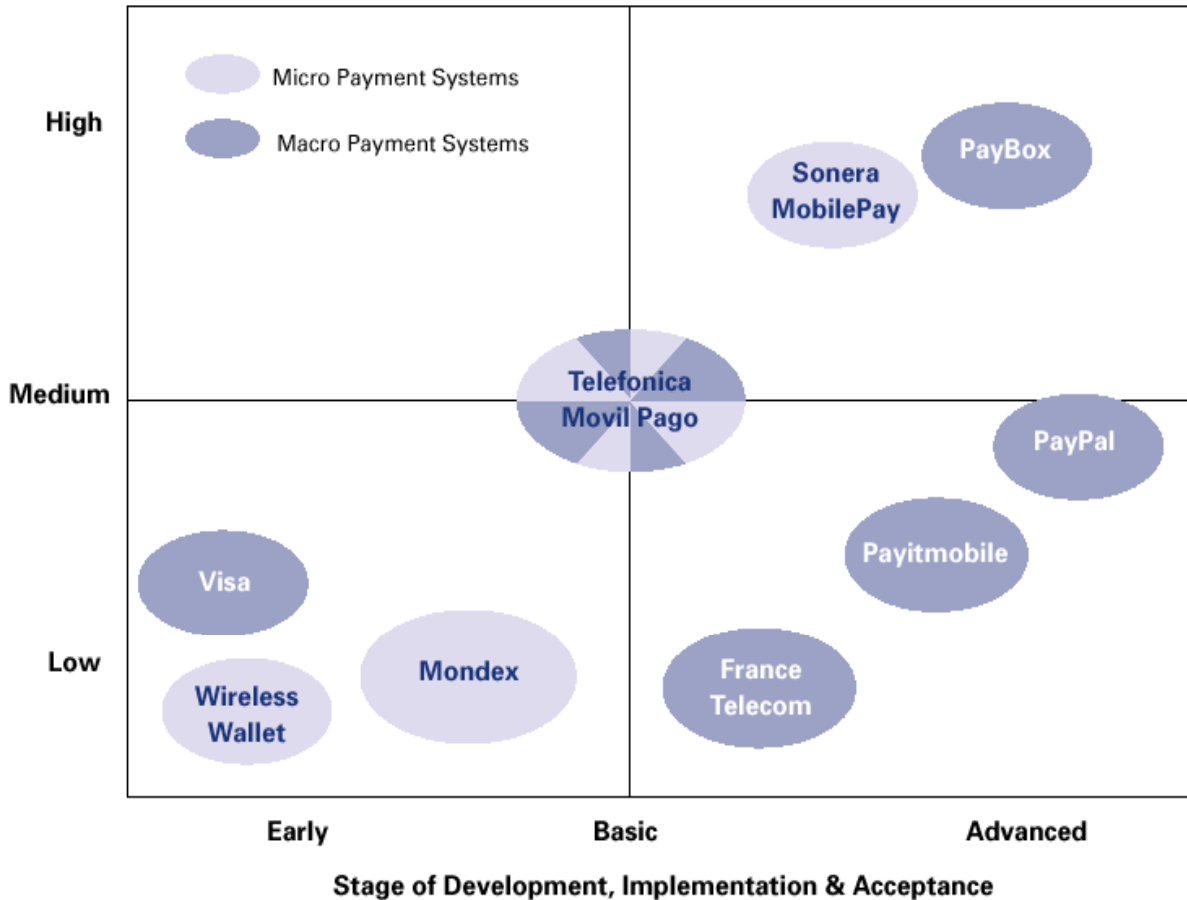 Micro Payment Systems
High
Macro Payment Systems
PayBox
Sonera
MobilePay
Telefonica
Medium
Movil Pago
PayPal
Payitmobile
Visa
Low
Mondex
France
Telecom
Wireless
Wallet
Early
Basic
Advanced
Stage of Development, Implementation & Acceptance